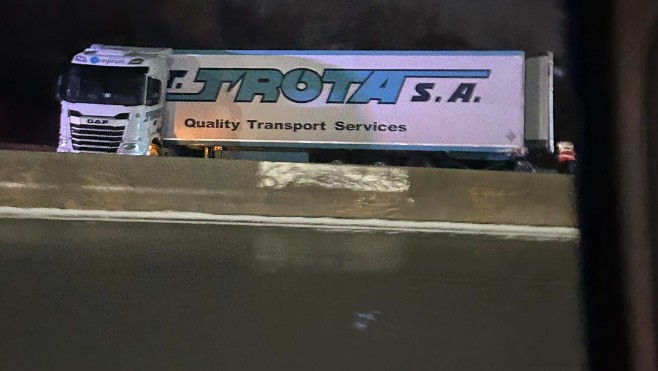 T. TROTA S.A.
Quality Transport Services
DAF